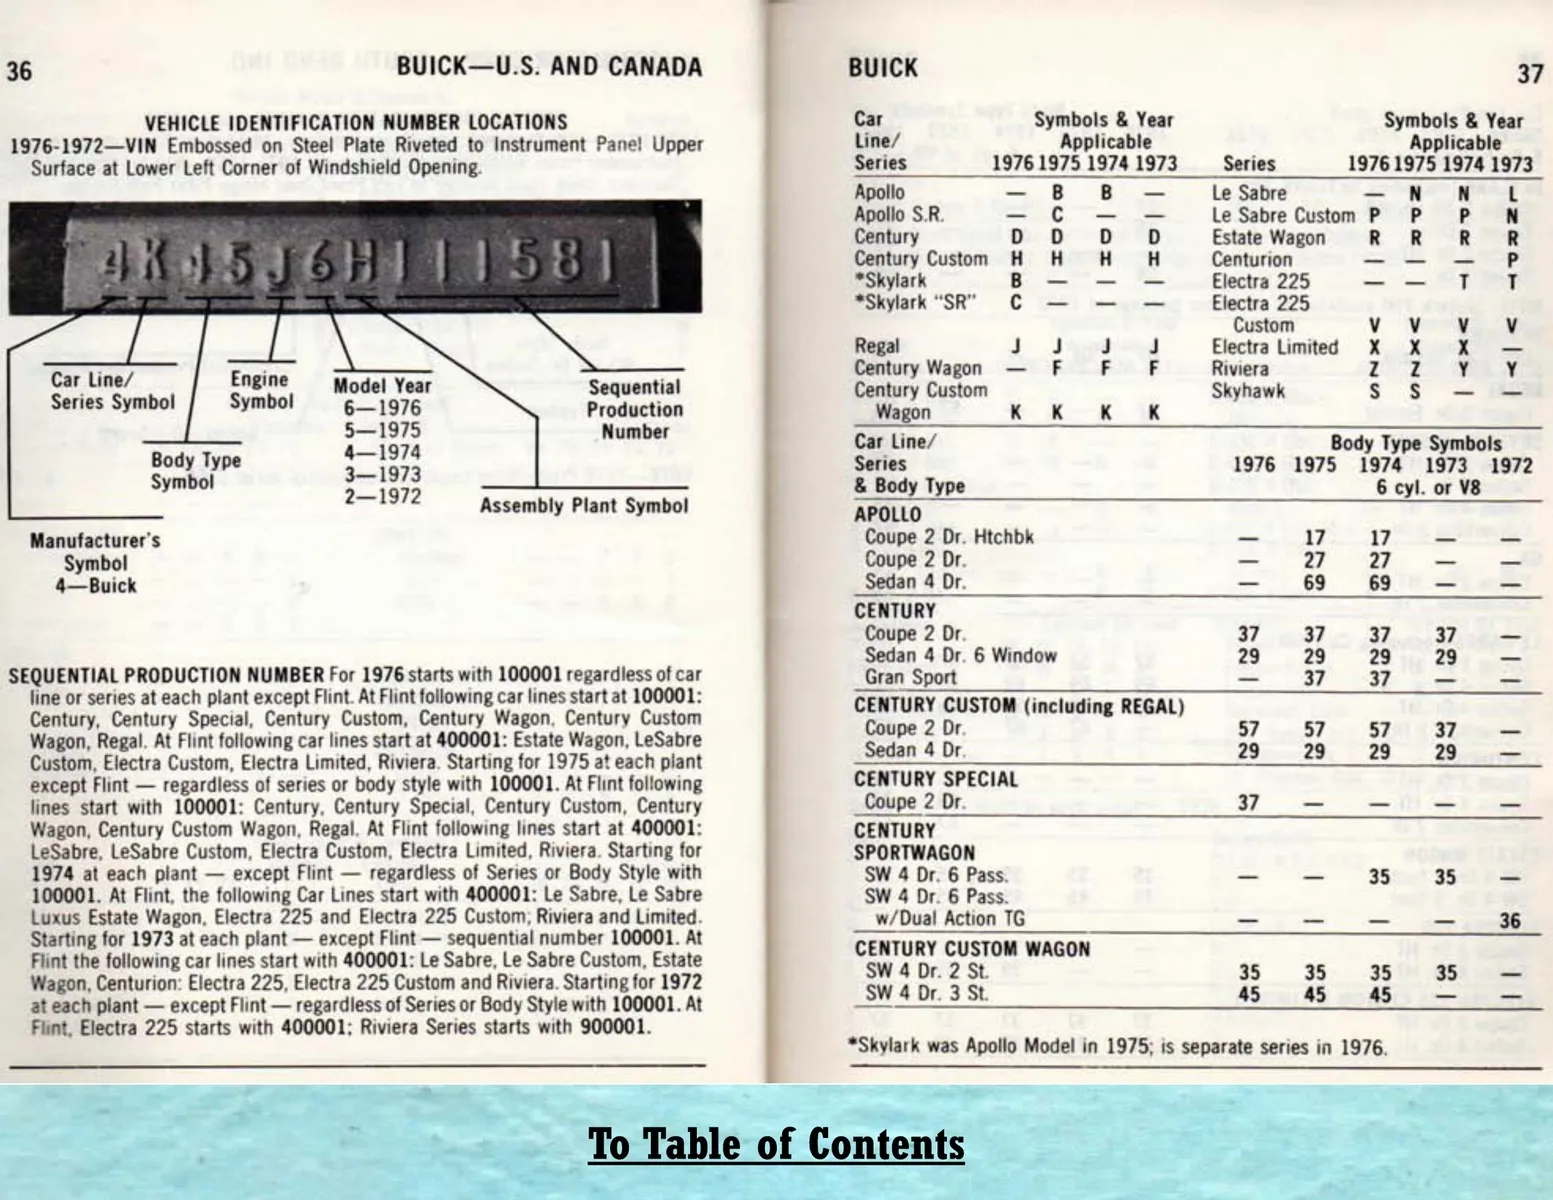 36
BUICK—U.S. AND CANADA
VEHICLE IDENTIFICATION NUMBER LOCATIONS
1976-1972—VIN Embossed on Steel Plate Riveted to Instrument Panel Upper
Surface at Lower Left Corner of Windshield Opening.
4K45J6H111581
Car Line/
Series Symbol
Engine
Symbol
Model Year
6—1976
5—1975
4—1974
3—1973
2—1972
Sequential
Production
Number
Body Type
Symbol
Assembly Plant Symbol
Manufacturer's
Symbol
4—Buick
SEQUENTIAL PRODUCTION NUMBER For 1976 starts with 100001 regardless of car
line or series at each plant except Flint. At Flint following car lines start at 100001:
Century, Century Special, Century Custom, Century Wagon, Century Custom
Wagon, Regal. At Flint following car lines start at 400001: Estate Wagon, LeSabre
Custom, Electra Custom, Electra Limited, Riviera. Starting for 1975 at each plant
except Flint — regardless of series or body style with 100001. At Flint following
lines start with 100001: Century, Century Special, Century Custom, Century
Wagon, Century Custom Wagon, Regal. At Flint following lines start at 400001:
LeSabre, LeSabre Custom, Electra Custom, Electra Limited, Riviera. Starting for
1974 at each plant — except Flint — regardless of Series or Body Style with
100001. At Flint, the following Car Lines start with 400001: Le Sabre, Le Sabre
Luxus Estate Wagon, Electra 225 and Electra 225 Custom; Riviera and Limited.
Starting for 1973 at each plant — except Flint — sequential number 100001. At
Flint the following car lines start with 400001: Le Sabre, Le Sabre Custom, Estate
Wagon, Centurion: Electra 225, Electra 225 Custom and Riviera. Starting for 1972
at each plant — except Flint — regardless of Series or Body Style with 100001. At
Flint, Electra 225 starts with 400001; Riviera Series starts with 900001.
BUICK
37
Car Symbols & Year
Line/ Applicable
Series 1976 1975 1974 1973
Apollo — B B —
Apollo S.R. — C — —
Century D D D D
Century Custom H H H H
*Skylark B — — —
*Skylark "SR" C — — —
Regal J J J J
Century Wagon — F F F
Century Custom
Wagon K K K K
Symbols & Year
Applicable
Series 1976 1975 1974 1973
Le Sabre — N N L
Le Sabre Custom P P P N
Estate Wagon R R R R
Centurion — — — P
Electra 225 — — T T
Electra 225
Custom V V V V
Electra Limited X X X —
Riviera Z Z Y Y
Skyhawk S S — —
Car Line/ Body Type Symbols
Series 1976 1975 1974 1973 1972
& Body Type 6 cyl. or V8
APOLLO
Coupe 2 Dr. Htchbk — 17 17 — —
Coupe 2 Dr. — 27 27 — —
Sedan 4 Dr. — 69 69 — —
CENTURY
Coupe 2 Dr. 37 37 37 37 —
Sedan 4 Dr. 6 Window 29 29 29 29 —
Gran Sport — 37 37 — —
CENTURY CUSTOM (including REGAL)
Coupe 2 Dr. 57 57 57 37 —
Sedan 4 Dr. 29 29 29 29 —
CENTURY SPECIAL
Coupe 2 Dr. 37 — — — —
CENTURY
SPORTWAGON
SW 4 Dr. 6 Pass. — — 35 35 —
SW 4 Dr. 6 Pass.
w/Dual Action TG — — — — 36
CENTURY CUSTOM WAGON
SW 4 Dr. 2 St. 35 35 35 35 —
SW 4 Dr. 3 St. 45 45 45 — —
*Skylark was Apollo Model in 1975; is separate series in 1976.
To Table of Contents